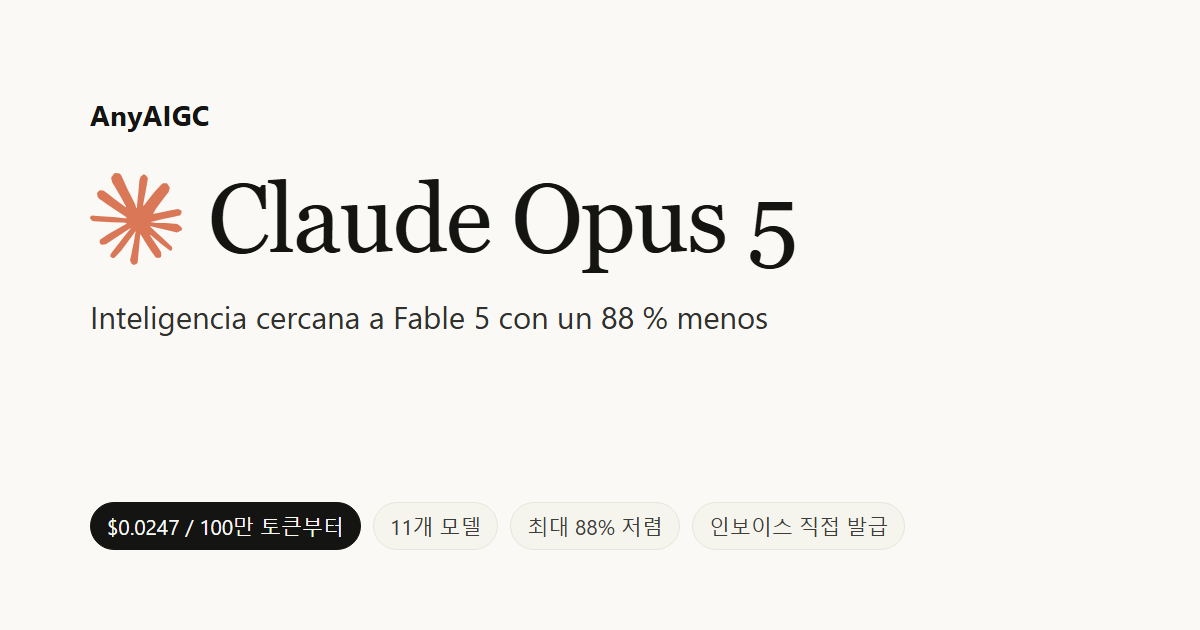 AnyAIGC
Claude Opus 5
Inteligencia cercana a Fable 5 con un 88 % menos
$0.0247 / 100만 토큰부터
11개 모델
최대 88% 저렴
인보이스 직접 발급